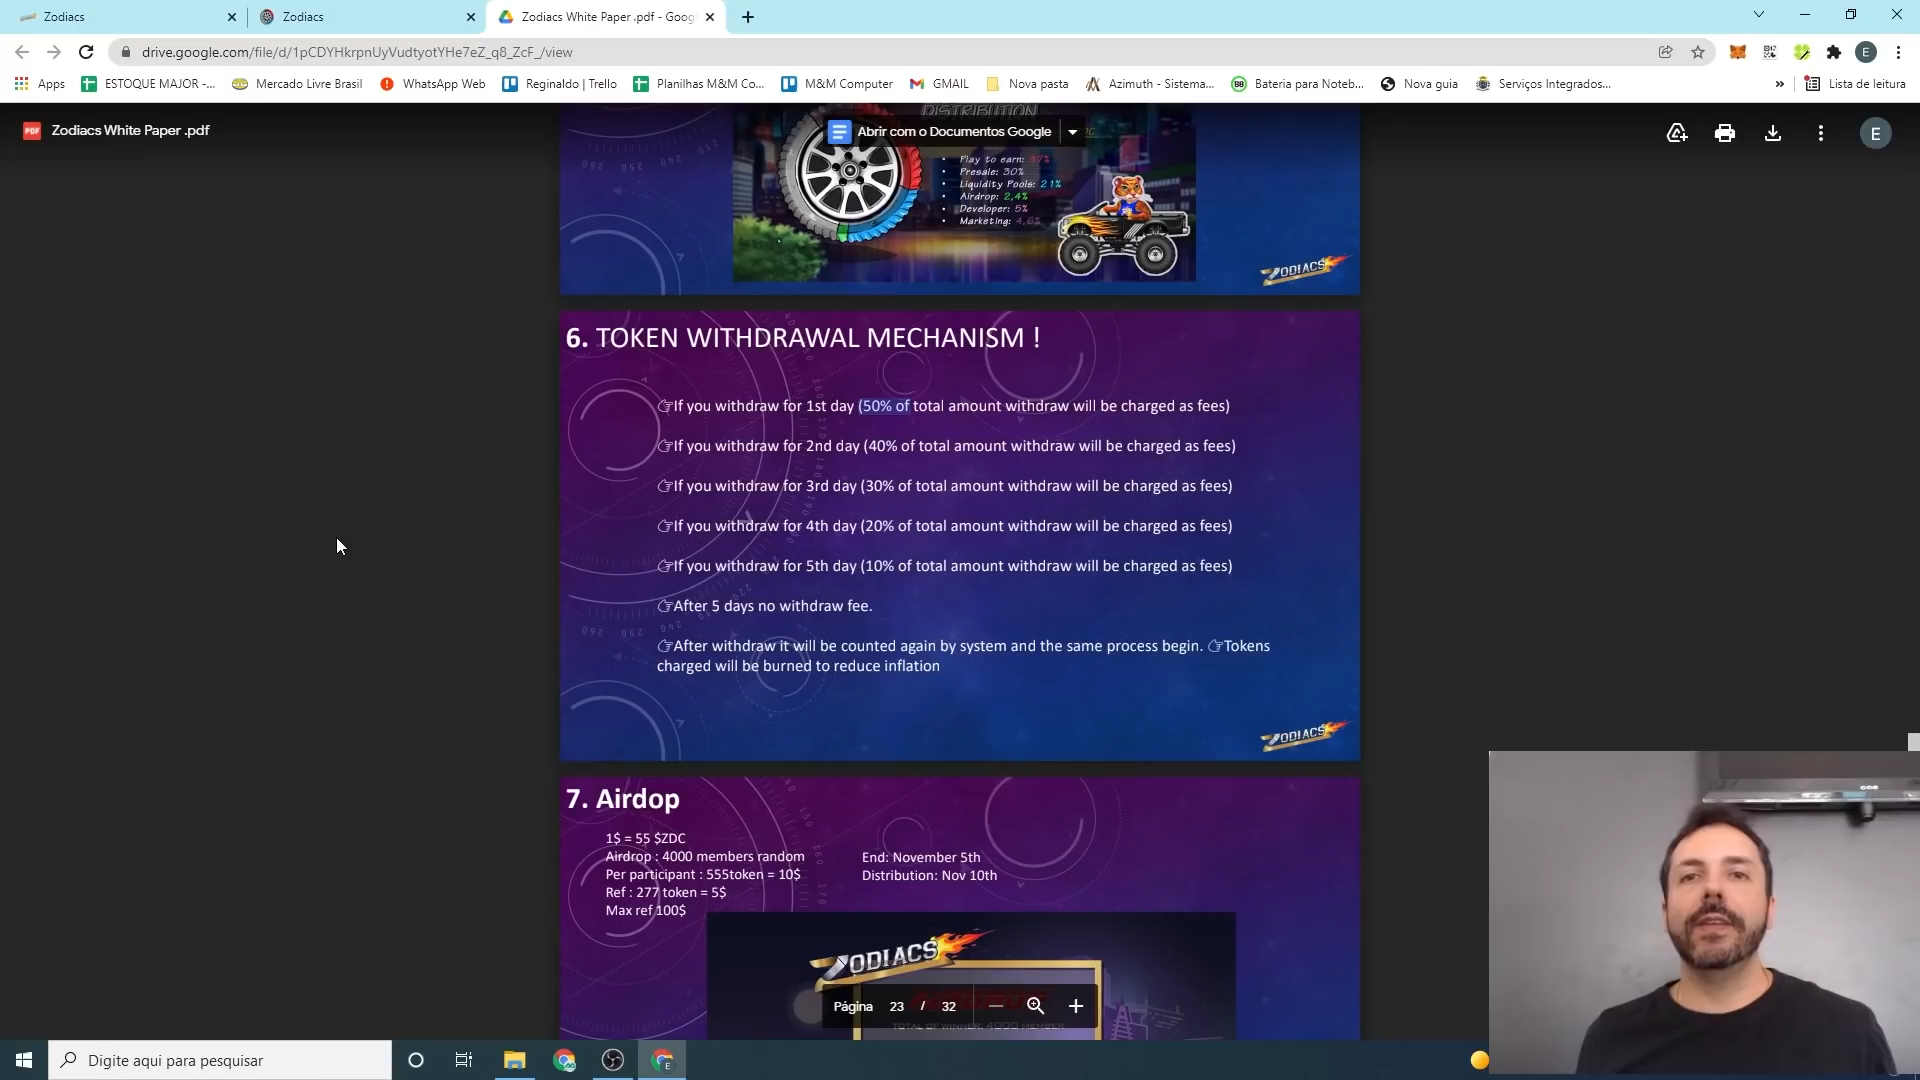 Zodiacs
Zodiacs
Zodiacs White Paper .pdf - Goog
drive.google.com/file/d/1pCDYHkrpnUyVudtyotYHe7eZ_q8_ZcF_/view
E
Apps
ESTOQUE MAJOR -...
Mercado Livre Brasil
WhatsApp Web
Reginaldo | Trello
Planilhas M&M Co...
M&M Computer
GMAIL
Nova pasta
Azimuth - Sistema...
Bateria para Noteb...
Nova guia
Serviços Integrados...
»
Lista de leitura
PDF
Zodiacs White Paper .pdf
Abrir com o Documentos Google
E
DISTRIBUTION
• Play to earn: 37%
• Presale: 30%
• Liquidity Pools: 21%
• Airdrop: 2,4%
• Developer: 5%
• Marketing: 4,6%
ZODIACS
6. TOKEN WITHDRAWAL MECHANISM !
☞If you withdraw for 1st day (50% of total amount withdraw will be charged as fees)
☞If you withdraw for 2nd day (40% of total amount withdraw will be charged as fees)
☞If you withdraw for 3rd day (30% of total amount withdraw will be charged as fees)
☞If you withdraw for 4th day (20% of total amount withdraw will be charged as fees)
☞If you withdraw for 5th day (10% of total amount withdraw will be charged as fees)
☞After 5 days no withdraw fee.
☞After withdraw it will be counted again by system and the same process begin. ☞Tokens
charged will be burned to reduce inflation
ZODIACS
7. Airdop
1$ = 55 $ZDC
Airdrop : 4000 members random
Per participant : 555token = 10$
Ref : 277 token = 5$
Max ref 100$
End: November 5th
Distribution: Nov 10th
ZODIACS
TOTAL OF WINNER: 4000 MEMBER
Página 23 / 32
Digite aqui para pesquisar